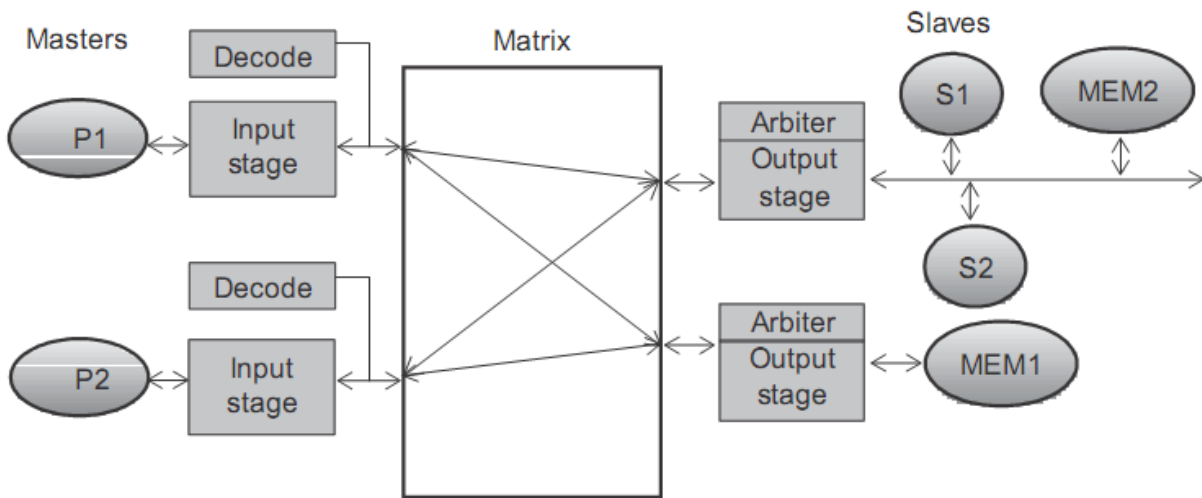 Masters
Decode
Matrix
Slaves
P1
Input
stage
Arbiter
Output
stage
S1
MEM2
S2
Decode
P2
Input
stage
Arbiter
Output
stage
MEM1